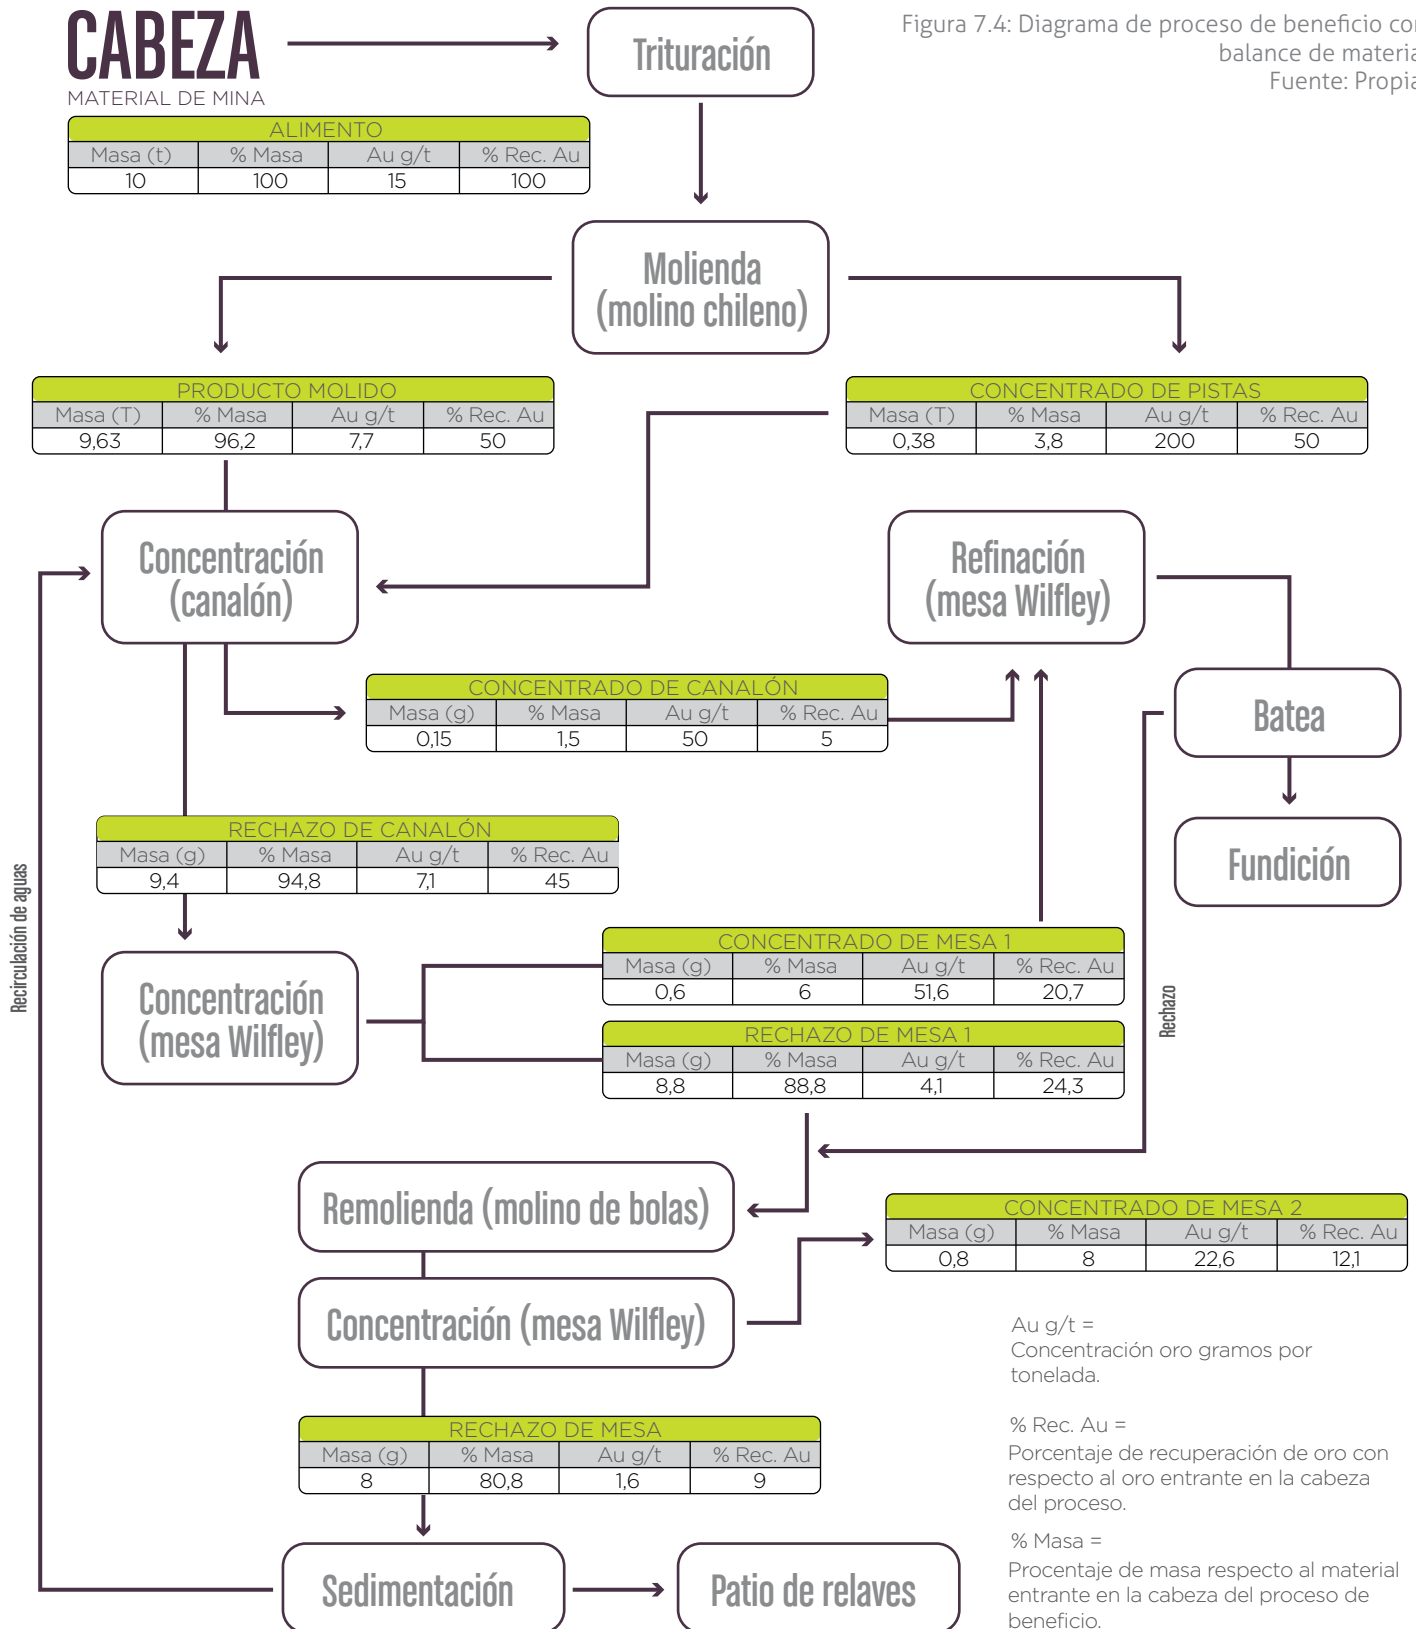 Figura 7.4: Diagrama de proceso de beneficio con
balance de material
Fuente: Propia
CABEZA
MATERIAL DE MINA
Trituración
ALIMENTO
Masa (t) % Masa Au g/t % Rec. Au
10 100 15 100
Molienda
(molino chileno)
PRODUCTO MOLIDO
Masa (T) % Masa Au g/t % Rec. Au
9,63 96,2 7,7 50
CONCENTRADO DE PISTAS
Masa (T) % Masa Au g/t % Rec. Au
0,38 3,8 200 50
Concentración
(canalón)
Refinación
(mesa Wilfley)
CONCENTRADO DE CANALÓN
Masa (g) % Masa Au g/t % Rec. Au
0,15 1,5 50 5
Batea
RECHAZO DE CANALÓN
Masa (g) % Masa Au g/t % Rec. Au
9,4 94,8 7,1 45
Fundición
Recirculación de aguas
Concentración
(mesa Wilfley)
CONCENTRADO DE MESA 1
Masa (g) % Masa Au g/t % Rec. Au
0,6 6 51,6 20,7
RECHAZO DE MESA 1
Masa (g) % Masa Au g/t % Rec. Au
8,8 88,8 4,1 24,3
Rechazo
Remolienda (molino de bolas)
CONCENTRADO DE MESA 2
Masa (g) % Masa Au g/t % Rec. Au
0,8 8 22,6 12,1
Concentración (mesa Wilfley)
RECHAZO DE MESA
Masa (g) % Masa Au g/t % Rec. Au
8 80,8 1,6 9
Sedimentación
Patio de relaves
Au g/t =
Concentración oro gramos por
tonelada.
% Rec. Au =
Porcentaje de recuperación de oro con
respecto al oro entrante en la cabeza
del proceso.
% Masa =
Procentaje de masa respecto al material
entrante en la cabeza del proceso de
beneficio.